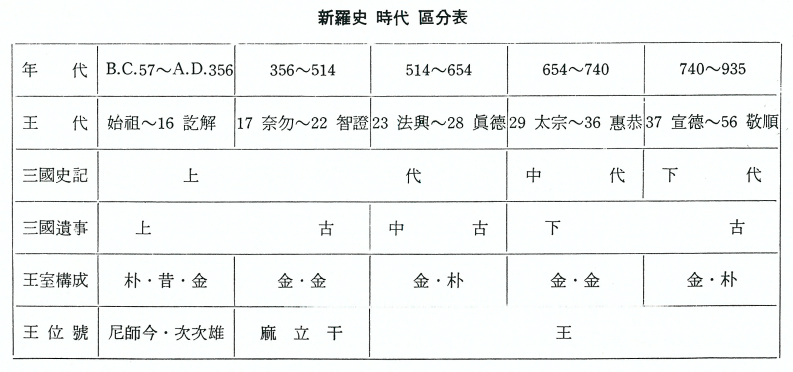 新羅史 時代 區分表
年 代 B.C.57～A.D.356 356～514 514～654 654～740 740～935
王 代 始祖～16 訖解 17 奈勿～22 智證 23 法興～28 眞德 29 太宗～36 惠恭 37 宣德～56 敬順
三國史記 上 代 中 代 下 代
三國遺事 上 古 中 古 下 古
王室構成 朴·昔·金 金·金 金·朴 金·金 金·朴
王 位 號 尼師今·次次雄 麻 立 干 王